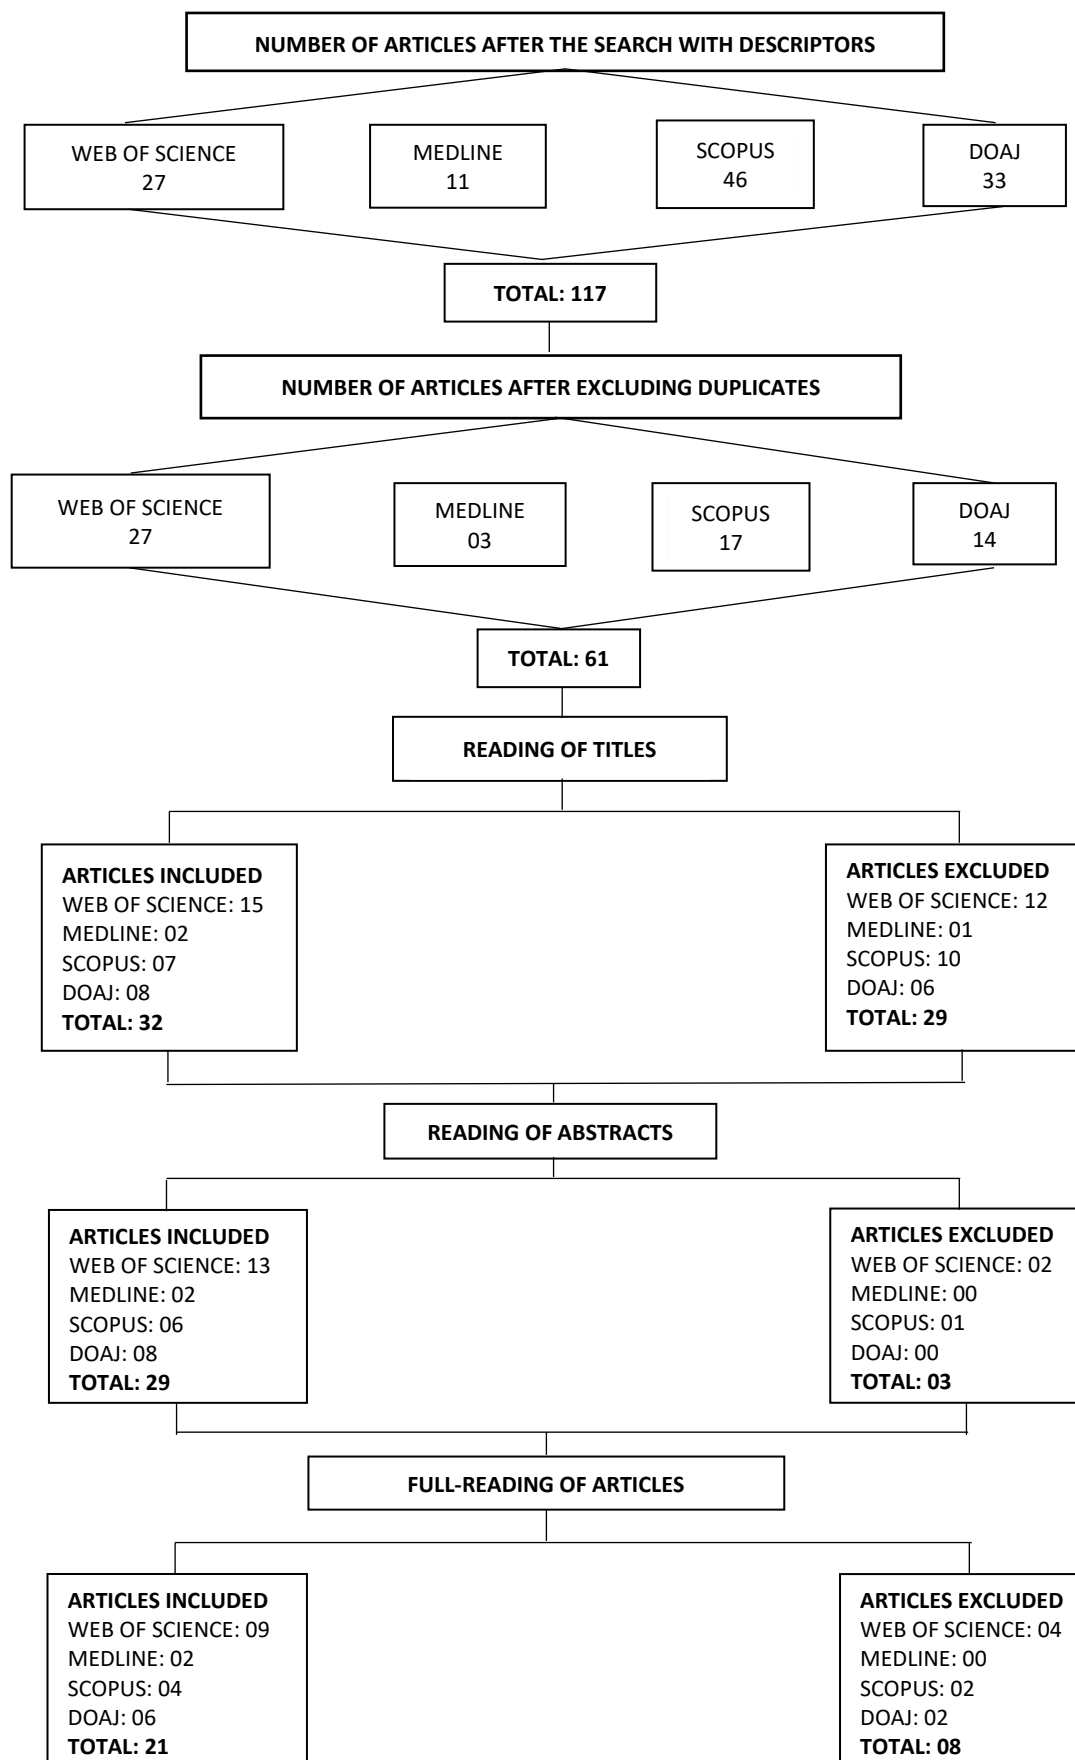 NUMBER OF ARTICLES AFTER THE SEARCH WITH DESCRIPTORS
WEB OF SCIENCE
27
MEDLINE
11
SCOPUS
46
DOAJ
33
TOTAL: 117
NUMBER OF ARTICLES AFTER EXCLUDING DUPLICATES
WEB OF SCIENCE
27
MEDLINE
03
SCOPUS
17
DOAJ
14
TOTAL: 61
READING OF TITLES
ARTICLES INCLUDED
WEB OF SCIENCE: 15
MEDLINE: 02
SCOPUS: 07
DOAJ: 08
TOTAL: 32
ARTICLES EXCLUDED
WEB OF SCIENCE: 12
MEDLINE: 01
SCOPUS: 10
DOAJ: 06
TOTAL: 29
READING OF ABSTRACTS
ARTICLES INCLUDED
WEB OF SCIENCE: 13
MEDLINE: 02
SCOPUS: 06
DOAJ: 08
TOTAL: 29
ARTICLES EXCLUDED
WEB OF SCIENCE: 02
MEDLINE: 00
SCOPUS: 01
DOAJ: 00
TOTAL: 03
FULL-READING OF ARTICLES
ARTICLES INCLUDED
WEB OF SCIENCE: 09
MEDLINE: 02
SCOPUS: 04
DOAJ: 06
TOTAL: 21
ARTICLES EXCLUDED
WEB OF SCIENCE: 04
MEDLINE: 00
SCOPUS: 02
DOAJ: 02
TOTAL: 08